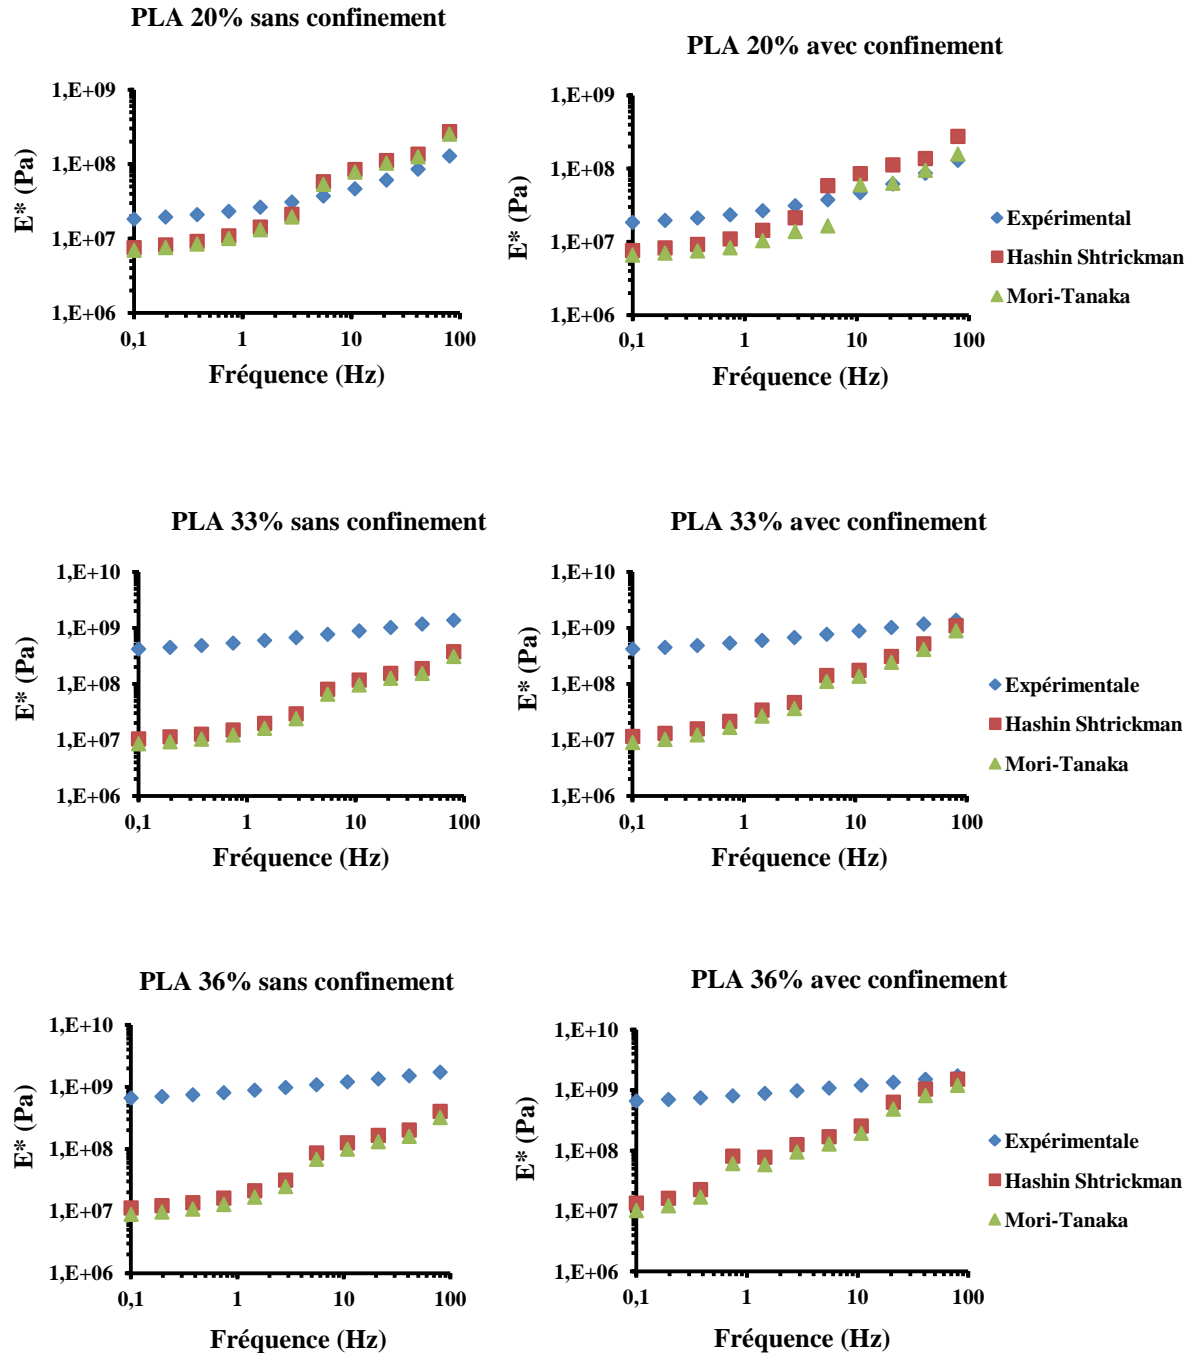 PLA 20% sans confinement
1,E+09
1,E+08
1,E+07
1,E+06
E* (Pa)
0,1
1
10
100
Fréquence (Hz)
PLA 20% avec confinement
1,E+09
1,E+08
1,E+07
1,E+06
E* (Pa)
0,1
1
10
100
Fréquence (Hz)
Expérimental
Hashin Shtrickman
Mori-Tanaka
PLA 33% sans confinement
1,E+10
1,E+09
1,E+08
1,E+07
1,E+06
E* (Pa)
0,1
1
10
100
Fréquence (Hz)
PLA 33% avec confinement
1,E+10
1,E+09
1,E+08
1,E+07
1,E+06
E* (Pa)
0,1
1
10
100
Fréquence (Hz)
Expérimentale
Hashin Shtrickman
Mori-Tanaka
PLA 36% sans confinement
1,E+10
1,E+09
1,E+08
1,E+07
1,E+06
E* (Pa)
0,1
1
10
100
Fréquence (Hz)
PLA 36% avec confinement
1,E+10
1,E+09
1,E+08
1,E+07
1,E+06
E* (Pa)
0,1
1
10
100
Fréquence (Hz)
Expérimentale
Hashin Shtrickman
Mori-Tanaka